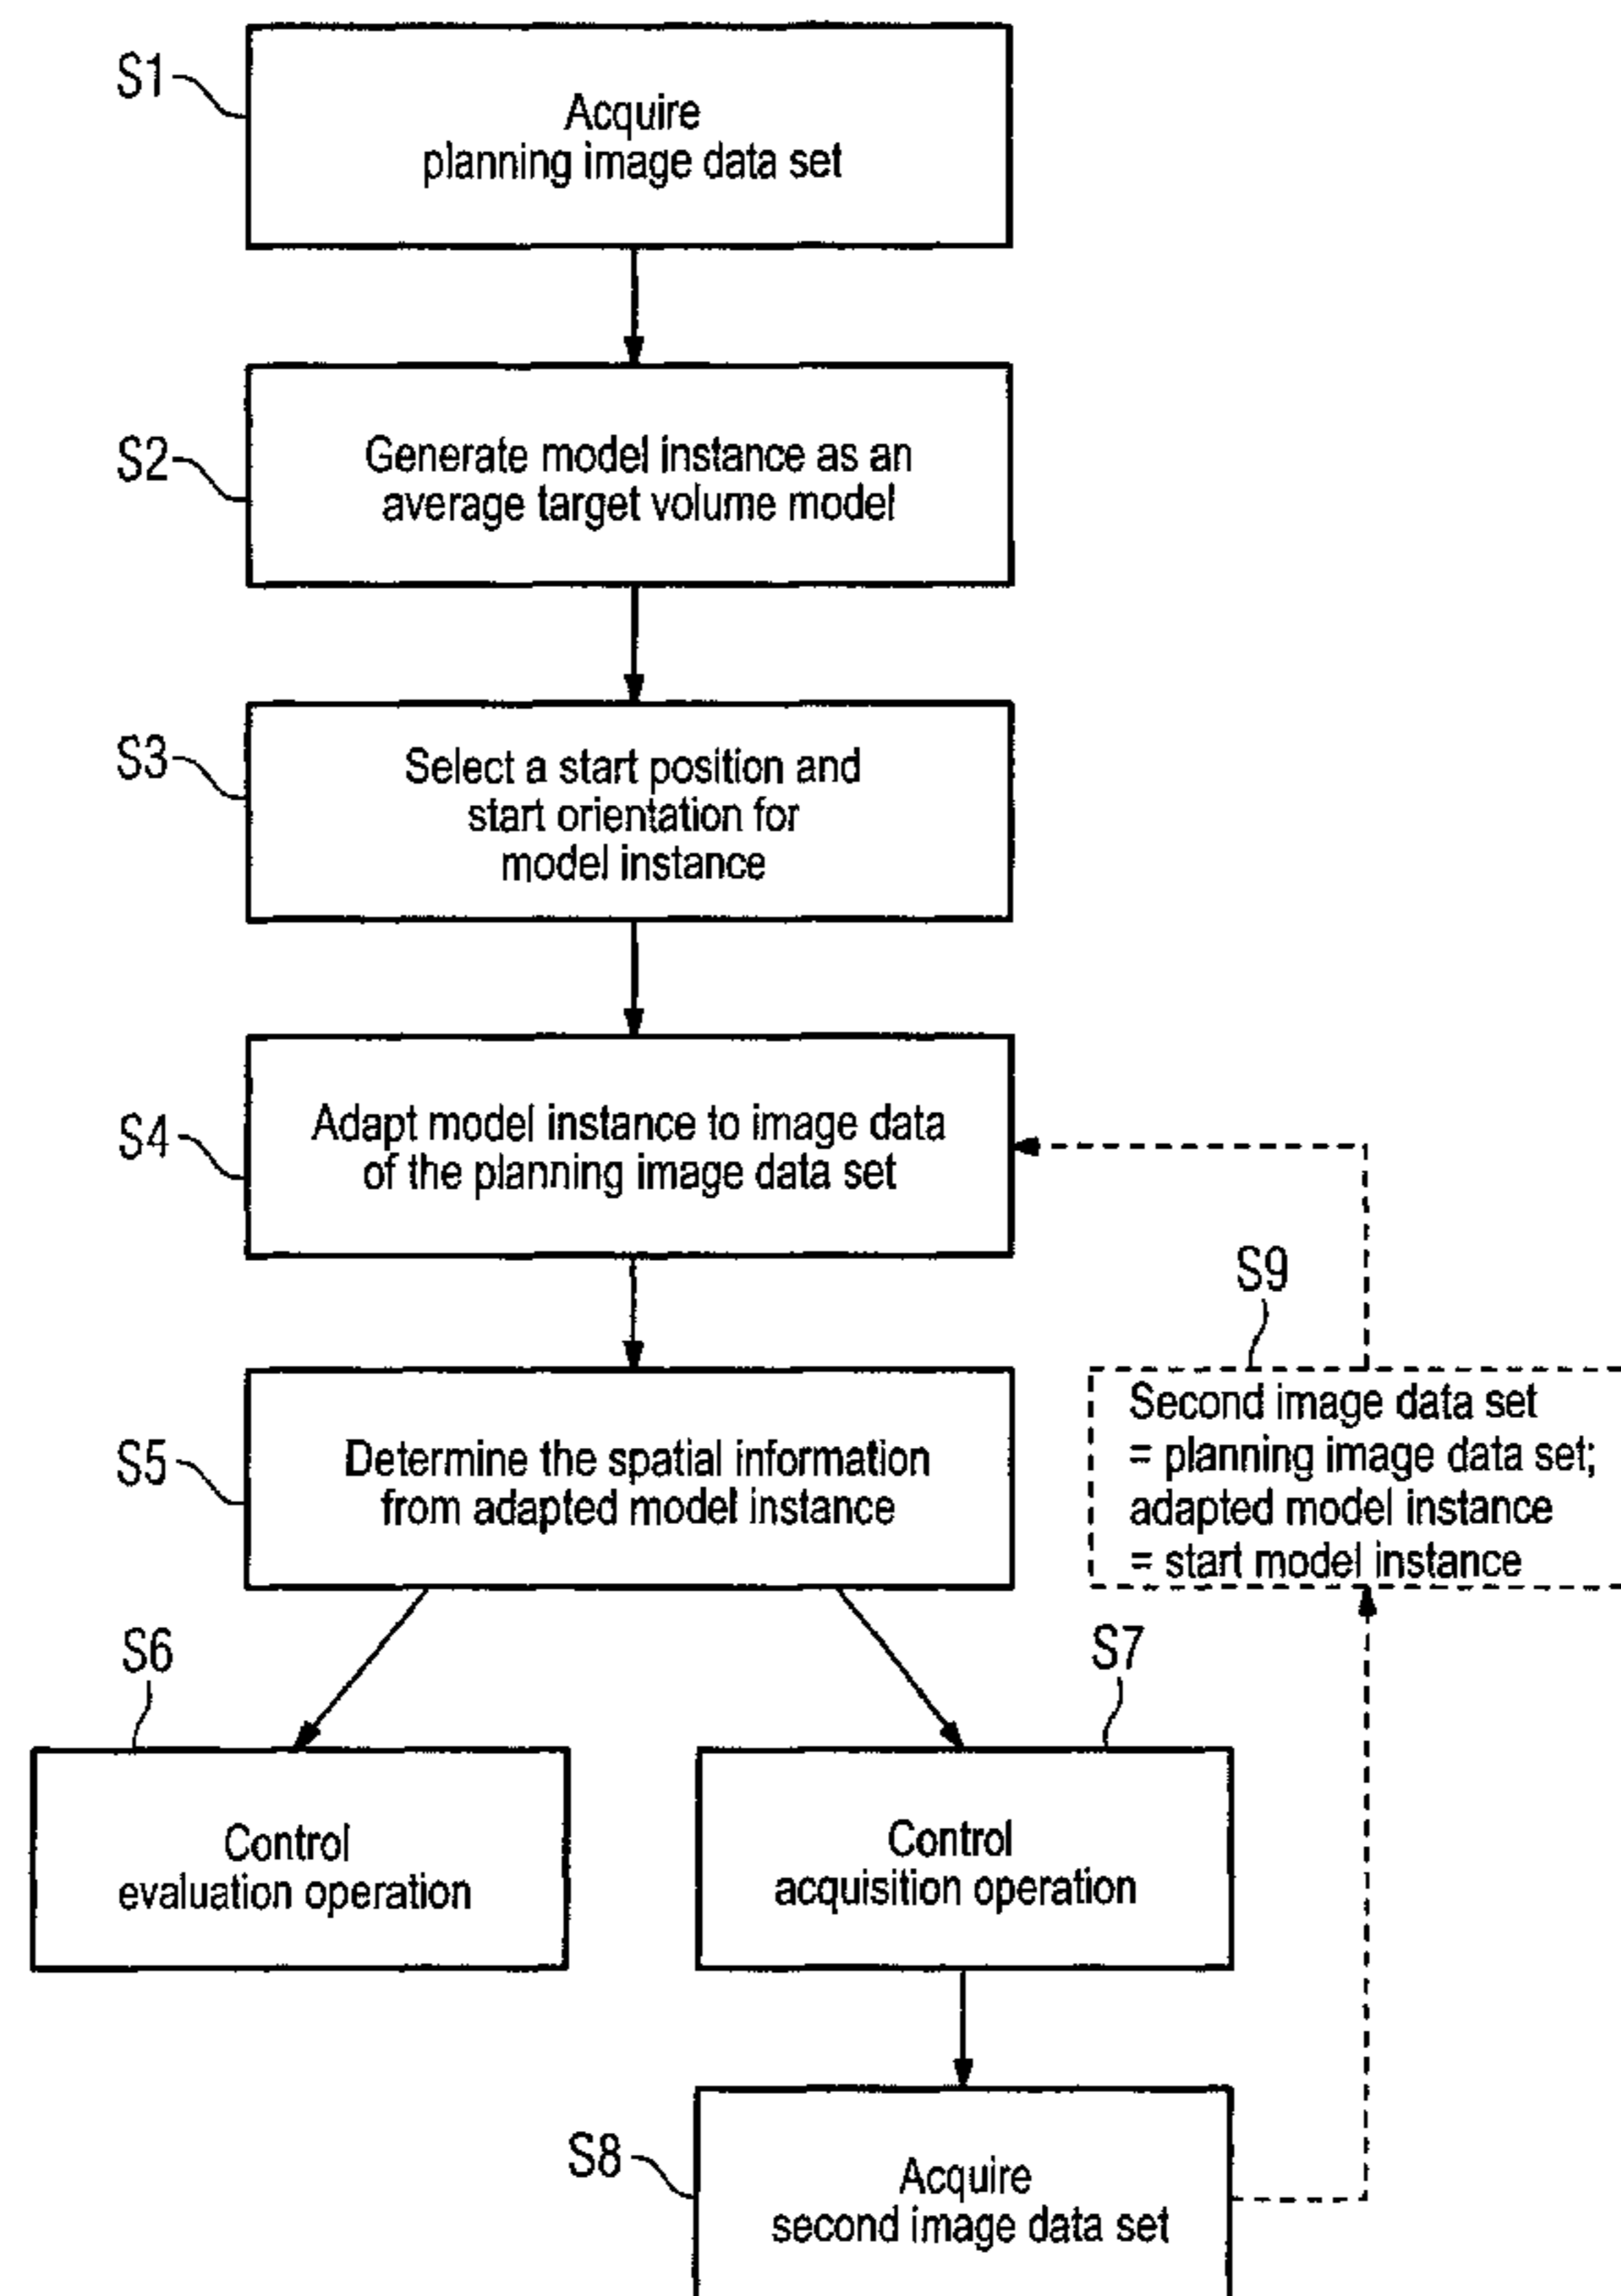 S1
Acquire
planning image data set
S2
Generate model instance as an
average target volume model
S3
Select a start position and
start orientation for
model instance
S4
Adapt model instance to image data
of the planning image data set
S9
Second image data set
= planning image data set;
adapted model instance
= start model instance
S5
Determine the spatial information
from adapted model instance
S6
Control
evaluation operation
S7
Control
acquisition operation
S8
Acquire
second image data set